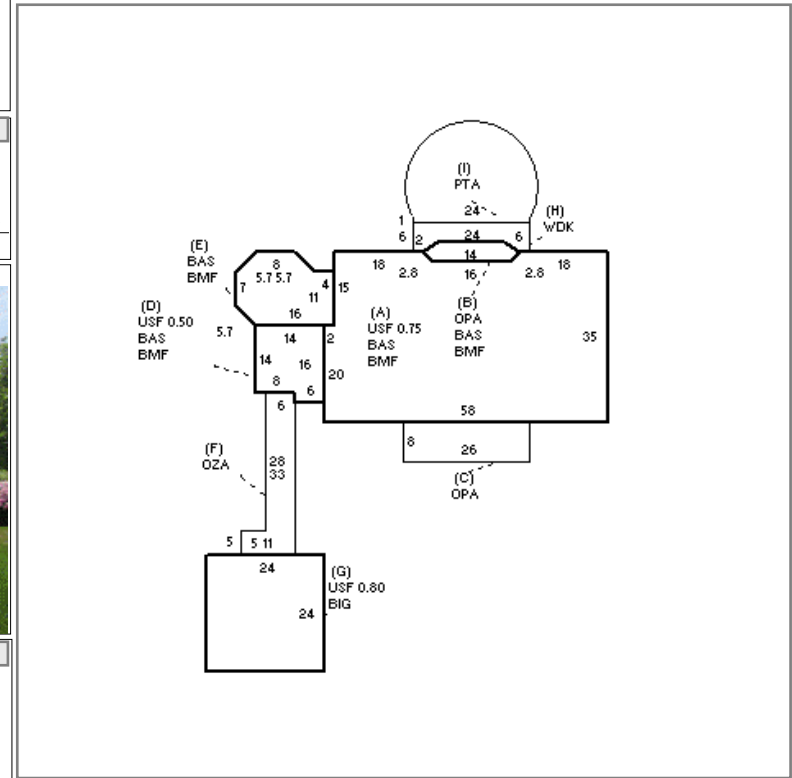 (I)
PTA
24
(H)
WDK
1
6
2
24
6
14
(E)
BAS
BMF
8
5.7 5.7
7
4
11
16
15
18
2.8
16
2.8
18
(D)
USF 0.50
BAS
BMF
5.7
(A)
USF 0.75
BAS
BMF
(B)
OPA
BAS
BMF
35
14
2
14
16
8
6
20
6
58
8
26
(C)
OPA
(F)
OZA
28
33
5
5 11
24
(G)
USF 0.80
BIG
24